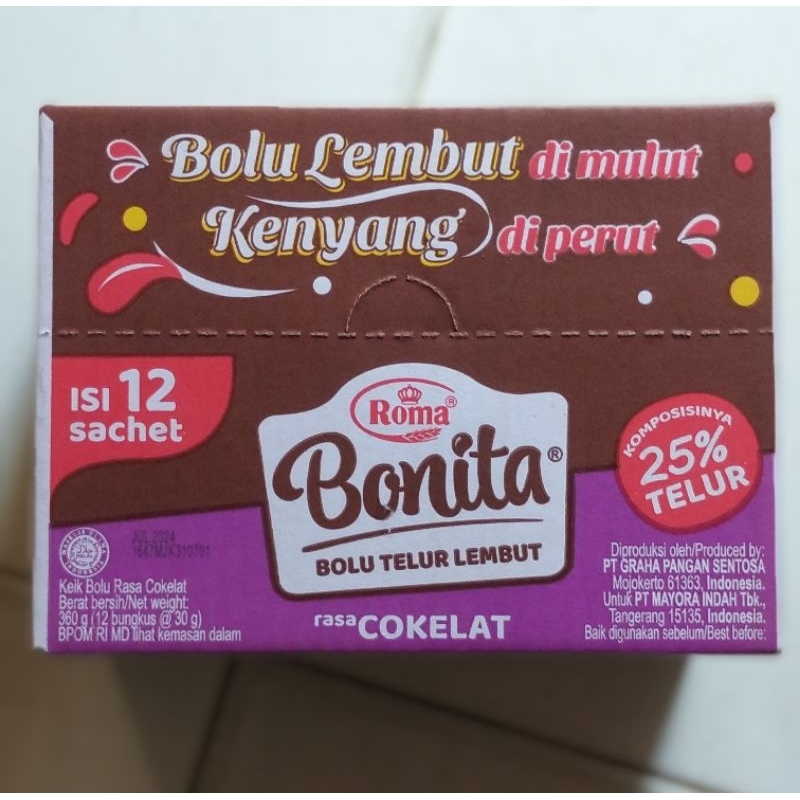 Bolu Lembut di mulut
Kenyang di perut
ISI 12
sachet
Roma®
Bonita®
BOLU TELUR LEMBUT
rasa COKELAT
KOMPOSISINYA
25%
TELUR
JUL 2024
Keik Bolu Rasa Cokelat
Berat bersih/Net weight:
360 g (12 bungkus @ 30 g)
BPOM RI MD lihat kemasan dalam
Diproduksi oleh/Produced by:
PT GRAHA PANGAN SENTOSA
Mojokerto 61363, Indonesia.
Untuk PT MAYORA INDAH Tbk.,
Tangerang 15135, Indonesia.
Baik digunakan sebelum/Best before: